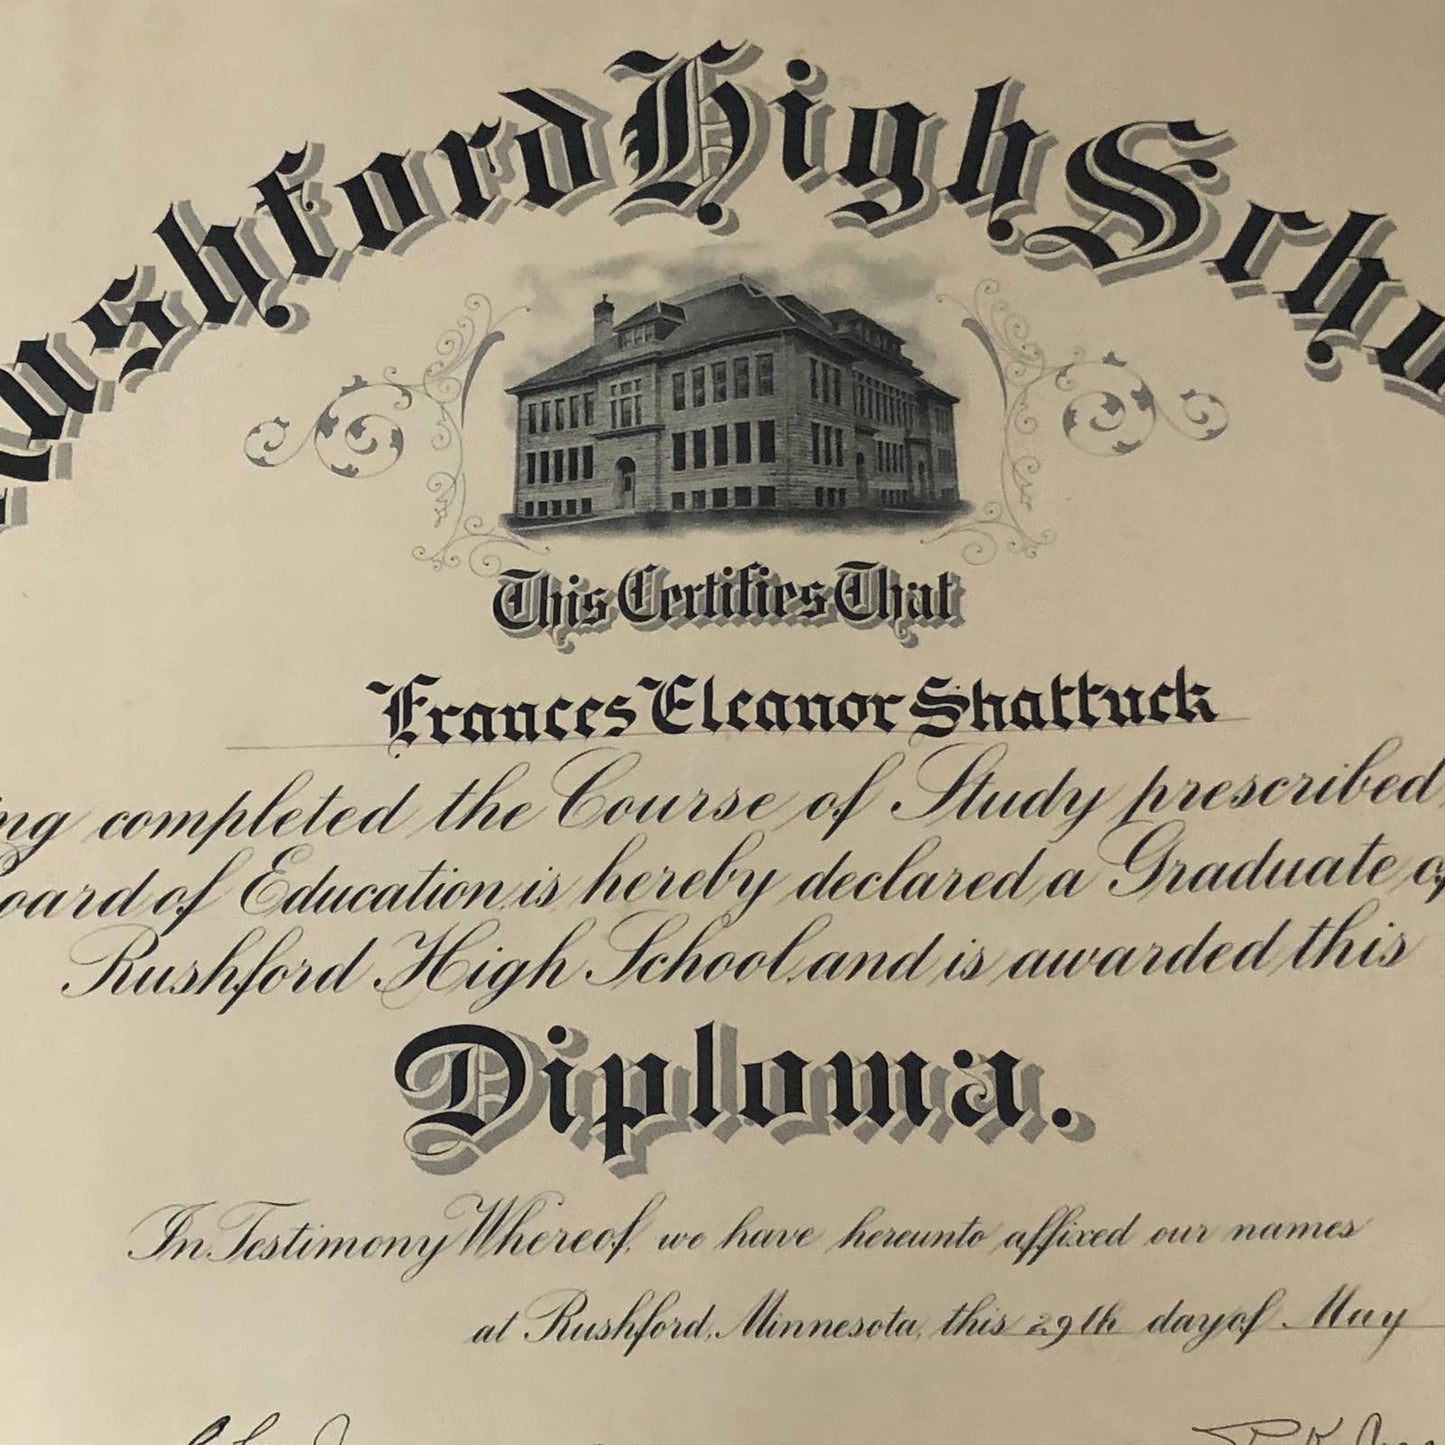 ushford High Scho
This Certifies That
Frances Eleanor Shattuck
ng completed the Course of Study prescribed
oard of Education is hereby declared a Graduate of
Rushford High School, and is awarded this
Diploma.
In Testimony Whereof, we have hereunto affixed our names
at Rushford, Minnesota, this 29th day of May